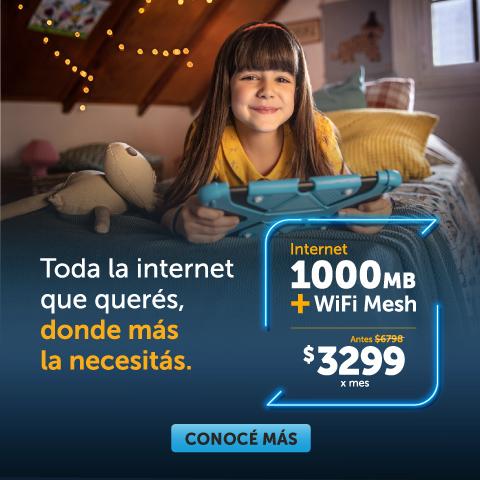 Toda la internet
que querés,
donde más
la necesitás.
Internet
1000MB
+ WiFi Mesh
Antes $6798
$3299
x mes
CONOCÉ MÁS